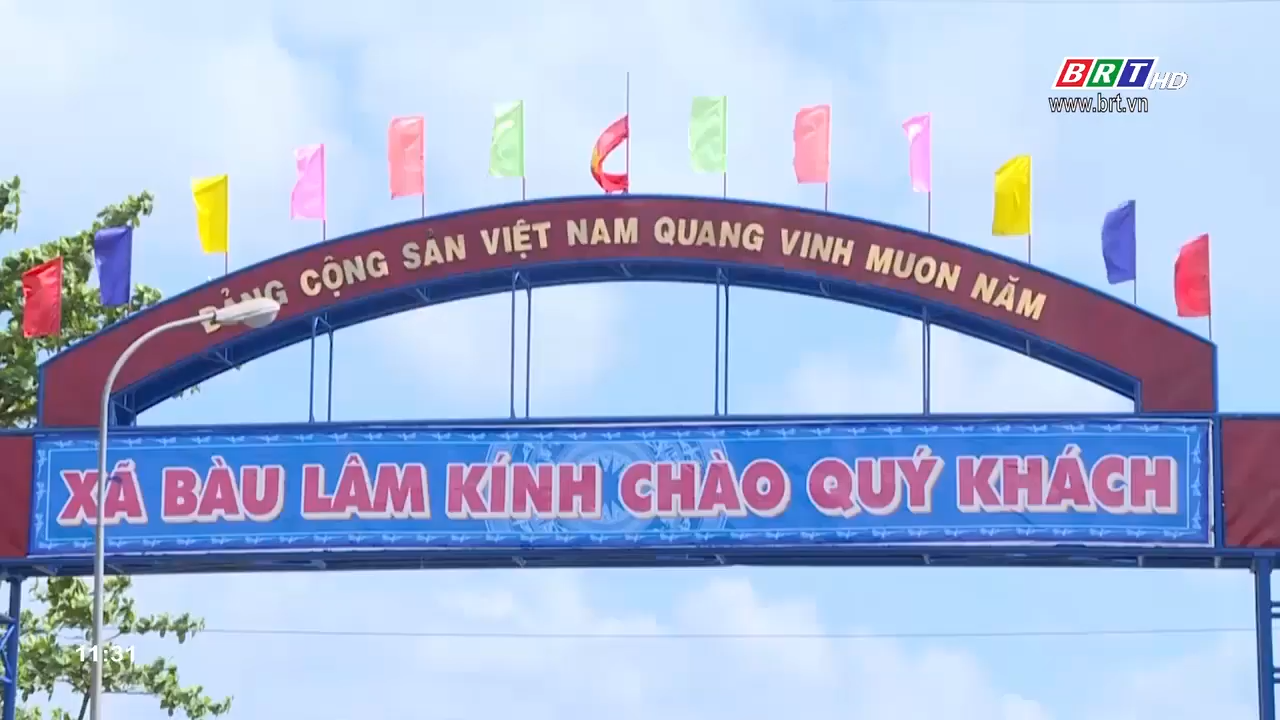 BRT HD
www.brt.vn
ĐẢNG CỘNG SẢN VIỆT NAM QUANG VINH MUON NĂM
XÃ BÀU LÂM KÍNH CHÀO QUÝ KHÁCH
11:31